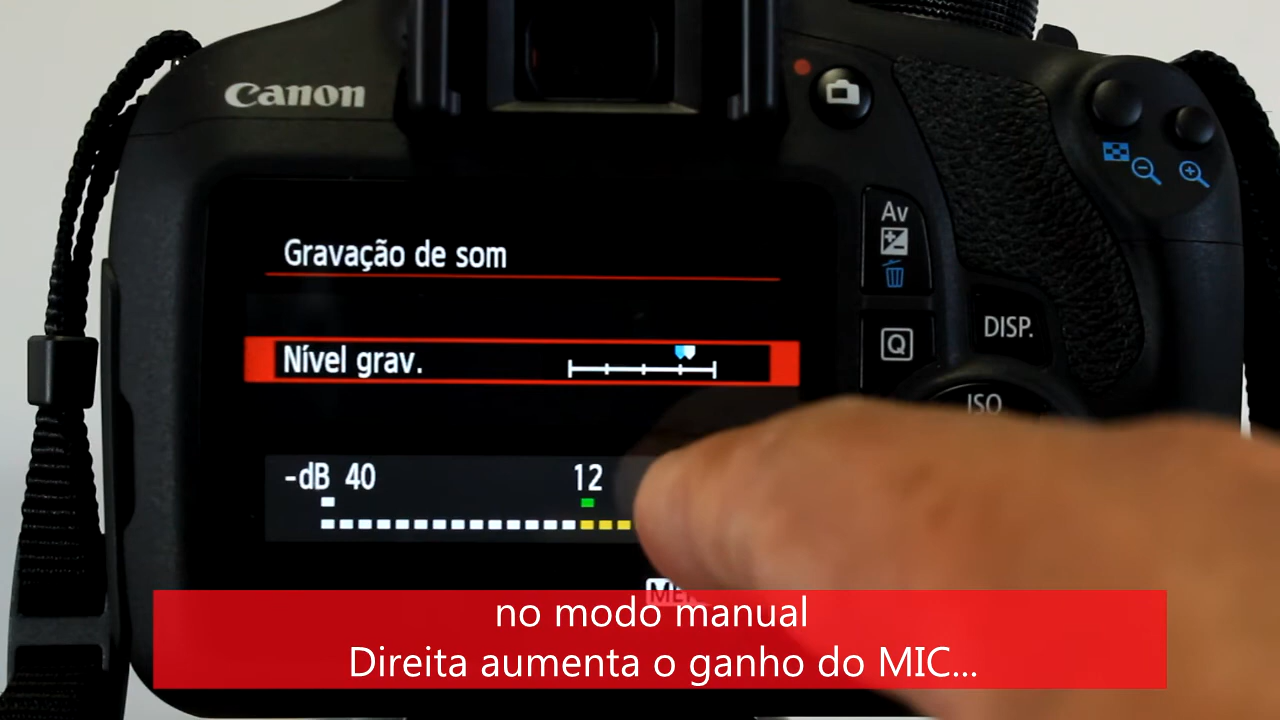 Canon
Av
Gravação de som
DISP.
Q
Nível grav.
ISO
-dB 40 12
no modo manual
Direita aumenta o ganho do MIC...